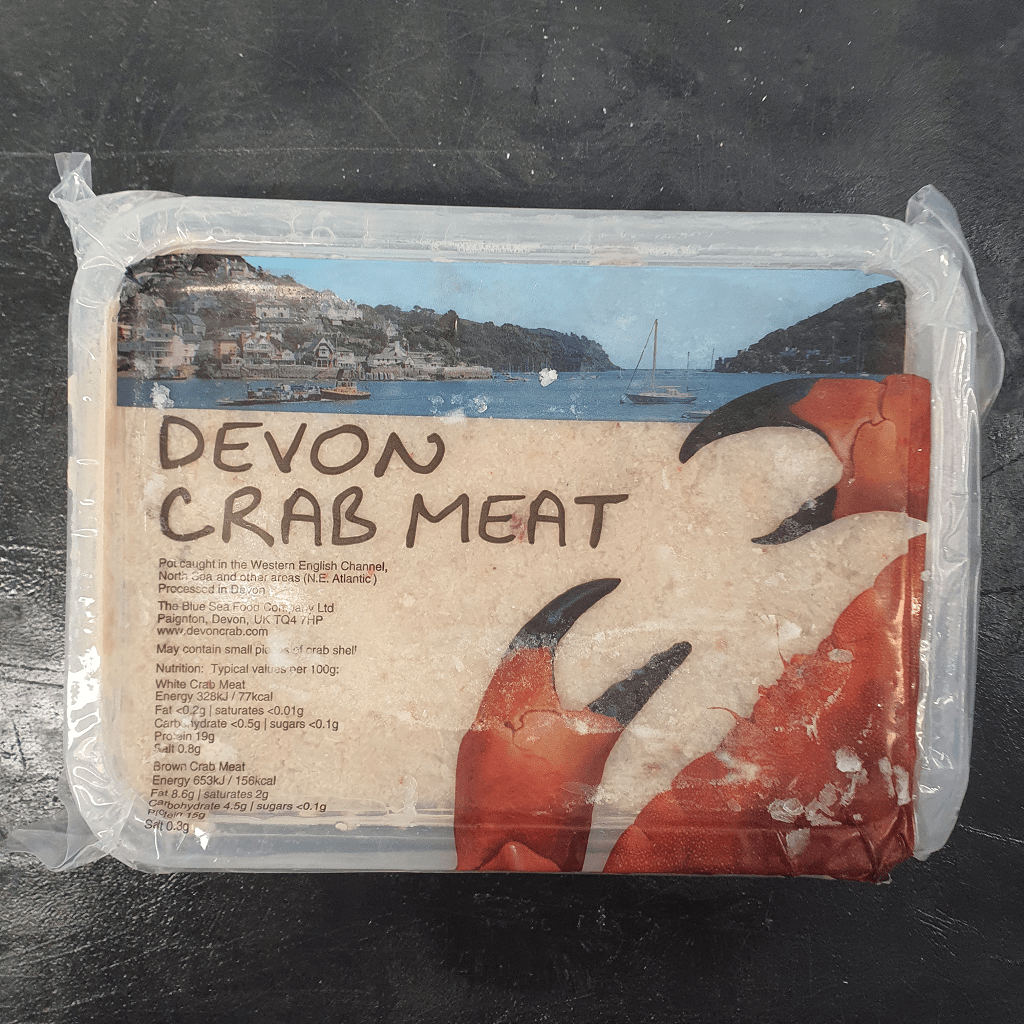 DEVON
CRAB MEAT
Pot caught in the Western English Channel,
North Sea and other areas (N.E. Atlantic)
Processed in Devon
The Blue Sea Food Company Ltd
Paignton, Devon, UK TQ4 7HP
www.devoncrab.com
May contain small pieces of crab shell
Nutrition: Typical values per 100g:
White Crab Meat
Energy 328kJ / 77kcal
Fat <0.2g | saturates <0.01g
Carbohydrate <0.5g | sugars <0.1g
Protein 19g
Salt 0.8g
Brown Crab Meat
Energy 653kJ / 156kcal
Fat 8.6g | saturates 2g
Carbohydrate 4.5g | sugars <0.1g
Protein 15g
Salt 0.3g